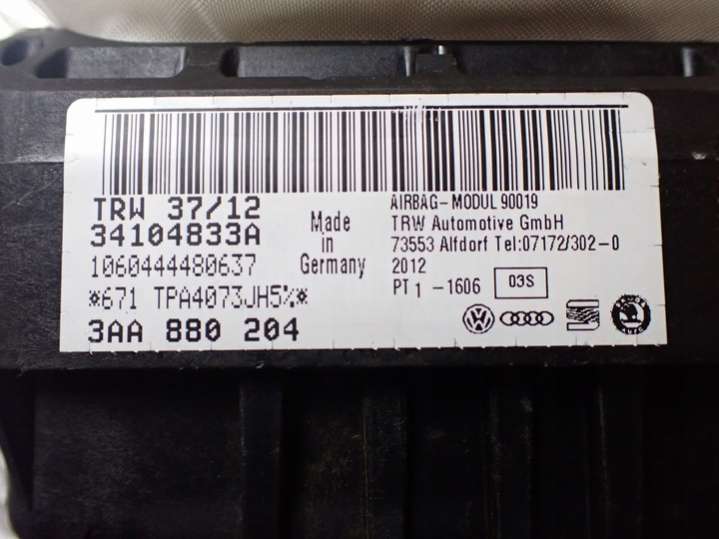 TRW 37/12
34104833A
1060444480637
*671 TPA4073JH5%*
3AA 880 204
Made
in
Germany
AIRBAG-MODUL 90019
TRW Automotive GmbH
73553 Alfdorf Tel:07172/302-0
2012
PT 1 -1606 03S